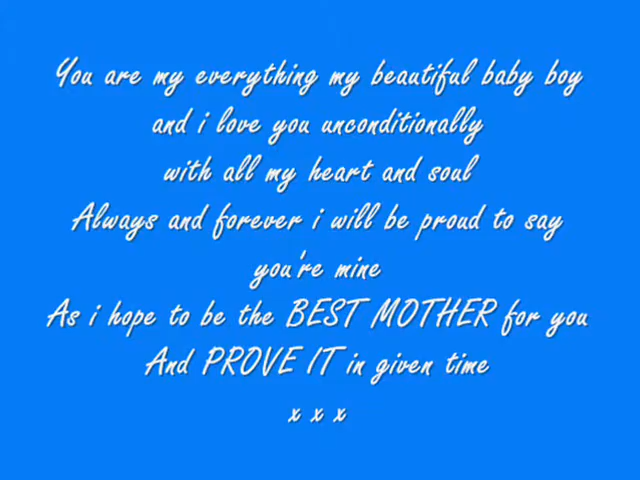 You are my everything my beautiful baby boy
and i love you unconditionally
with all my heart and soul
Always and forever i will be proud to say
you're mine
As i hope to be the BEST MOTHER for you
And PROVE IT in given time
x x x